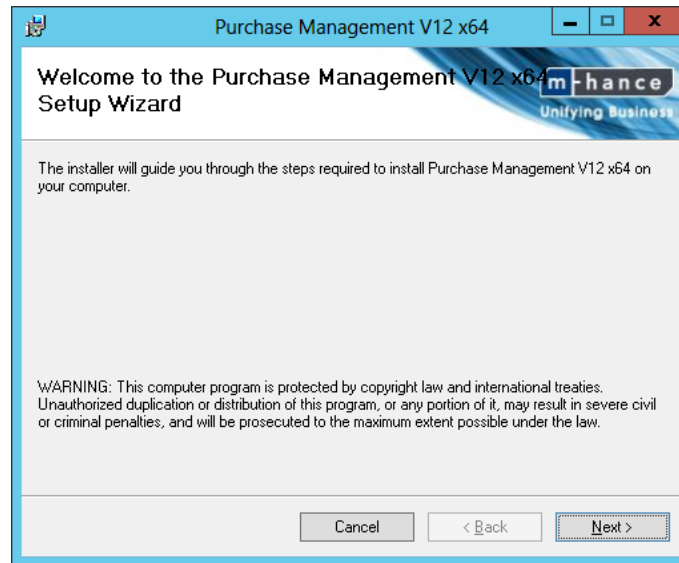 Purchase Management V12 x64
Welcome to the Purchase Management V12 x64
Setup Wizard
m-hance
Unifying Business
The installer will guide you through the steps required to install Purchase Management V12 x64 on
your computer.
WARNING: This computer program is protected by copyright law and international treaties.
Unauthorized duplication or distribution of this program, or any portion of it, may result in severe civil
or criminal penalties, and will be prosecuted to the maximum extent possible under the law.
Cancel
< Back
Next >